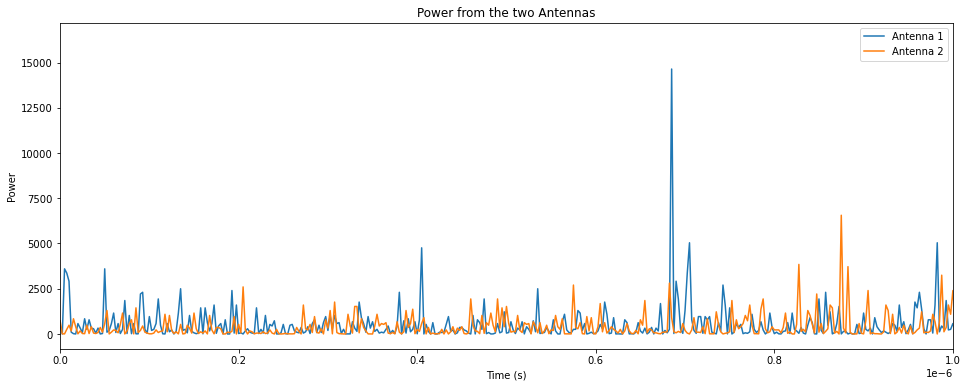 Power from the two Antennas
Antenna 1
Antenna 2
Power
15000
12500
10000
7500
5000
2500
0
0.0 0.2 0.4 0.6 0.8 1.0
Time (s)
1e−6